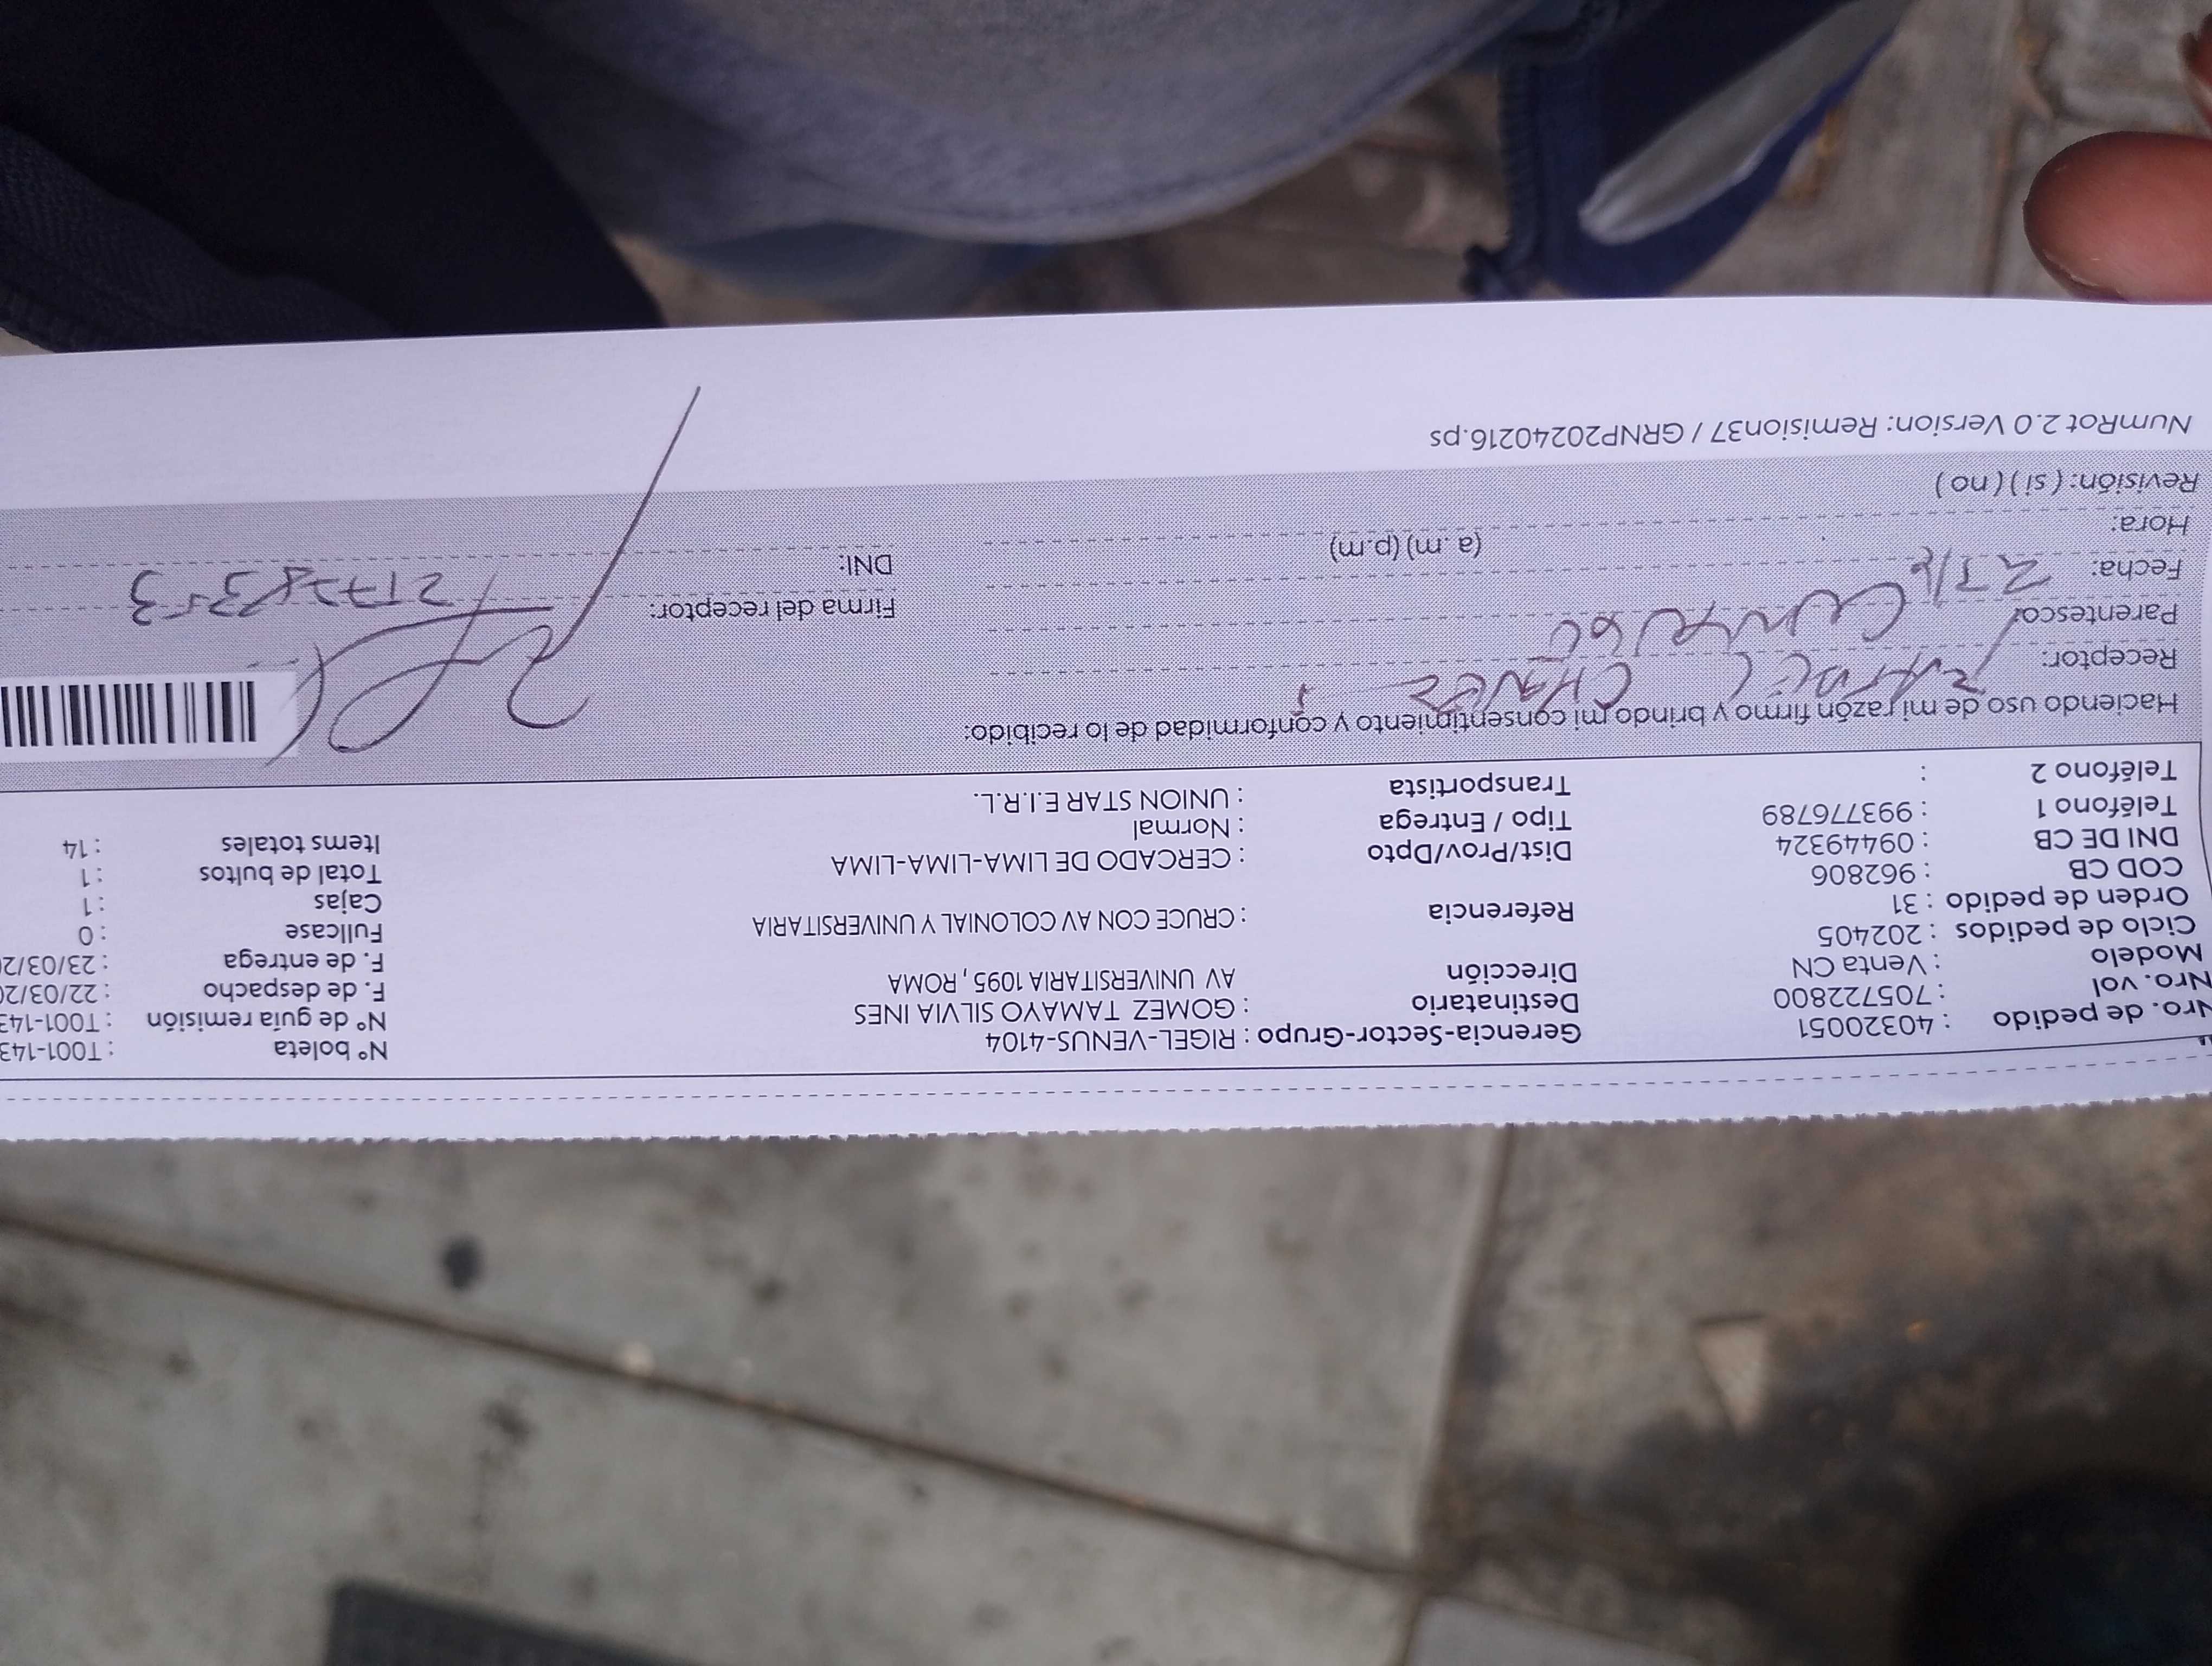 Nro. de pedido : 40320051 Gerencia-Sector-Grupo : RIGEL-VENUS-4104 N° boleta : T001-143
Nro. vol : 705722800 Destinatario : GOMEZ TAMAYO SILVIA INES N° de guia remisión : T001-143
Modelo : Venta CN Dirección AV UNIVERSITARIA 1095 , ROMA F. de despacho : 22/03/20
Ciclo de pedidos : 202405 F. de entrega : 23/03/2
Orden de pedido : 31 Referencia : CRUCE CON AV COLONIAL Y UNIVERSITARIA Fullcase : 0
COD CB : 962806 Cajas : 1
DNI DE CB : 09449324 Dist/Prov/Dpto : CERCADO DE LIMA-LIMA-LIMA Total de bultos : 1
Teléfono 1 : 993776789 Tipo / Entrega : Normal Items totales : 14
Teléfono 2 : Transportista : UNION STAR E.I.R.L.
Haciendo uso de mi razón firmo y brindo mi consentimiento y conformidad de lo recibido:
Receptor: CHAVEZ
Parentesco:
Fecha: Firma del receptor:
Hora: (a.m) (p.m) DNI:
Revisión: ( si ) ( no )
NumRot 2.0 Version: Remision37 / GRNP20240216.ps